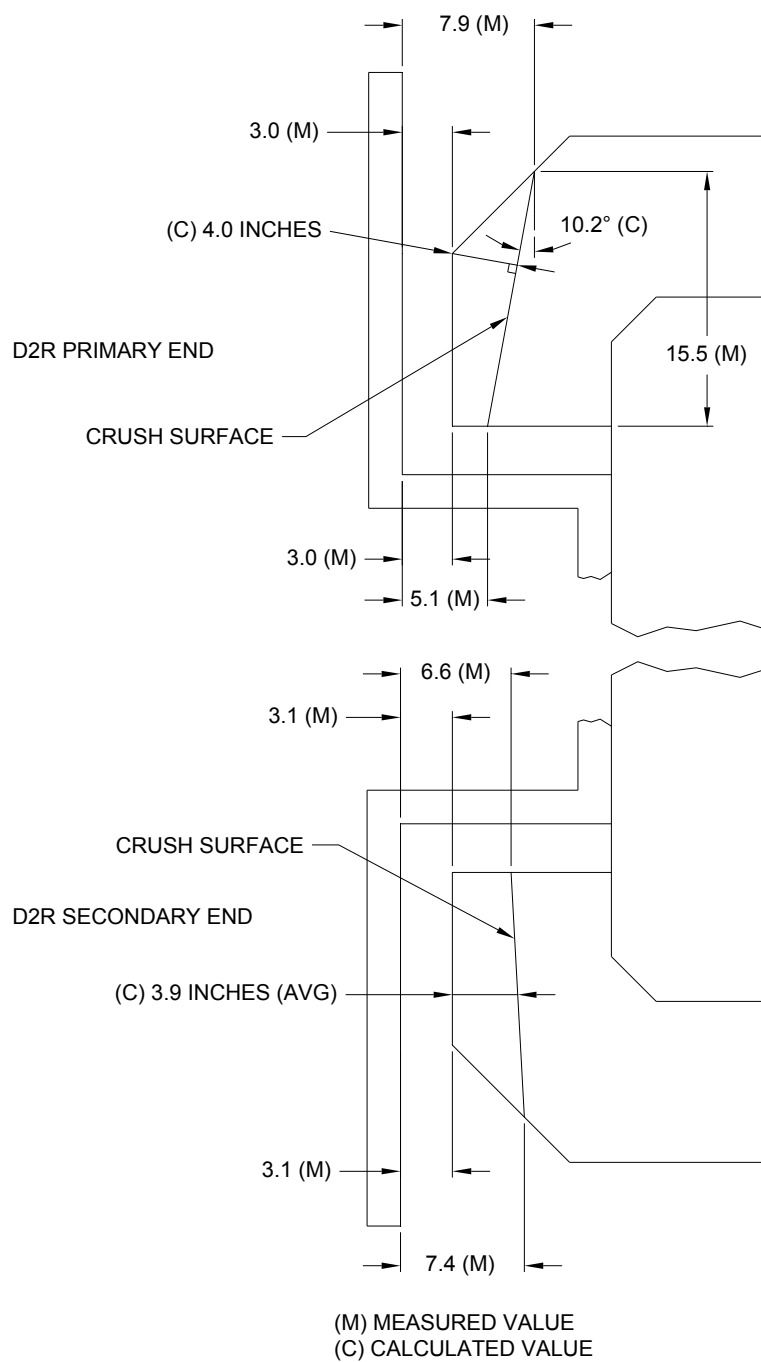 7.9 (M)
3.0 (M)
(C) 4.0 INCHES
10.2° (C)
D2R PRIMARY END
15.5 (M)
CRUSH SURFACE
3.0 (M)
5.1 (M)
6.6 (M)
3.1 (M)
CRUSH SURFACE
D2R SECONDARY END
(C) 3.9 INCHES (AVG)
3.1 (M)
7.4 (M)
(M) MEASURED VALUE
(C) CALCULATED VALUE